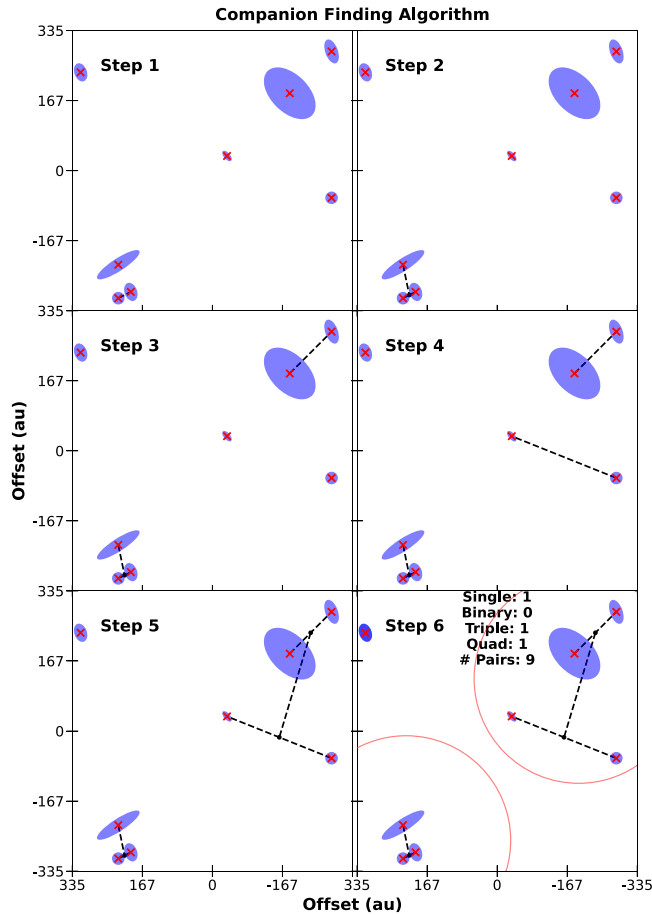 Companion Finding Algorithm
335
167
0
-167
Step 1
Step 2
335
167
0
-167
Step 3
Step 4
Offset (au)
335
167
0
-167
-335
Step 5
Step 6
Single: 1
Binary: 0
Triple: 1
Quad: 1
# Pairs: 9
335 167 0 -167 335 167 0 -167 -335
Offset (au)